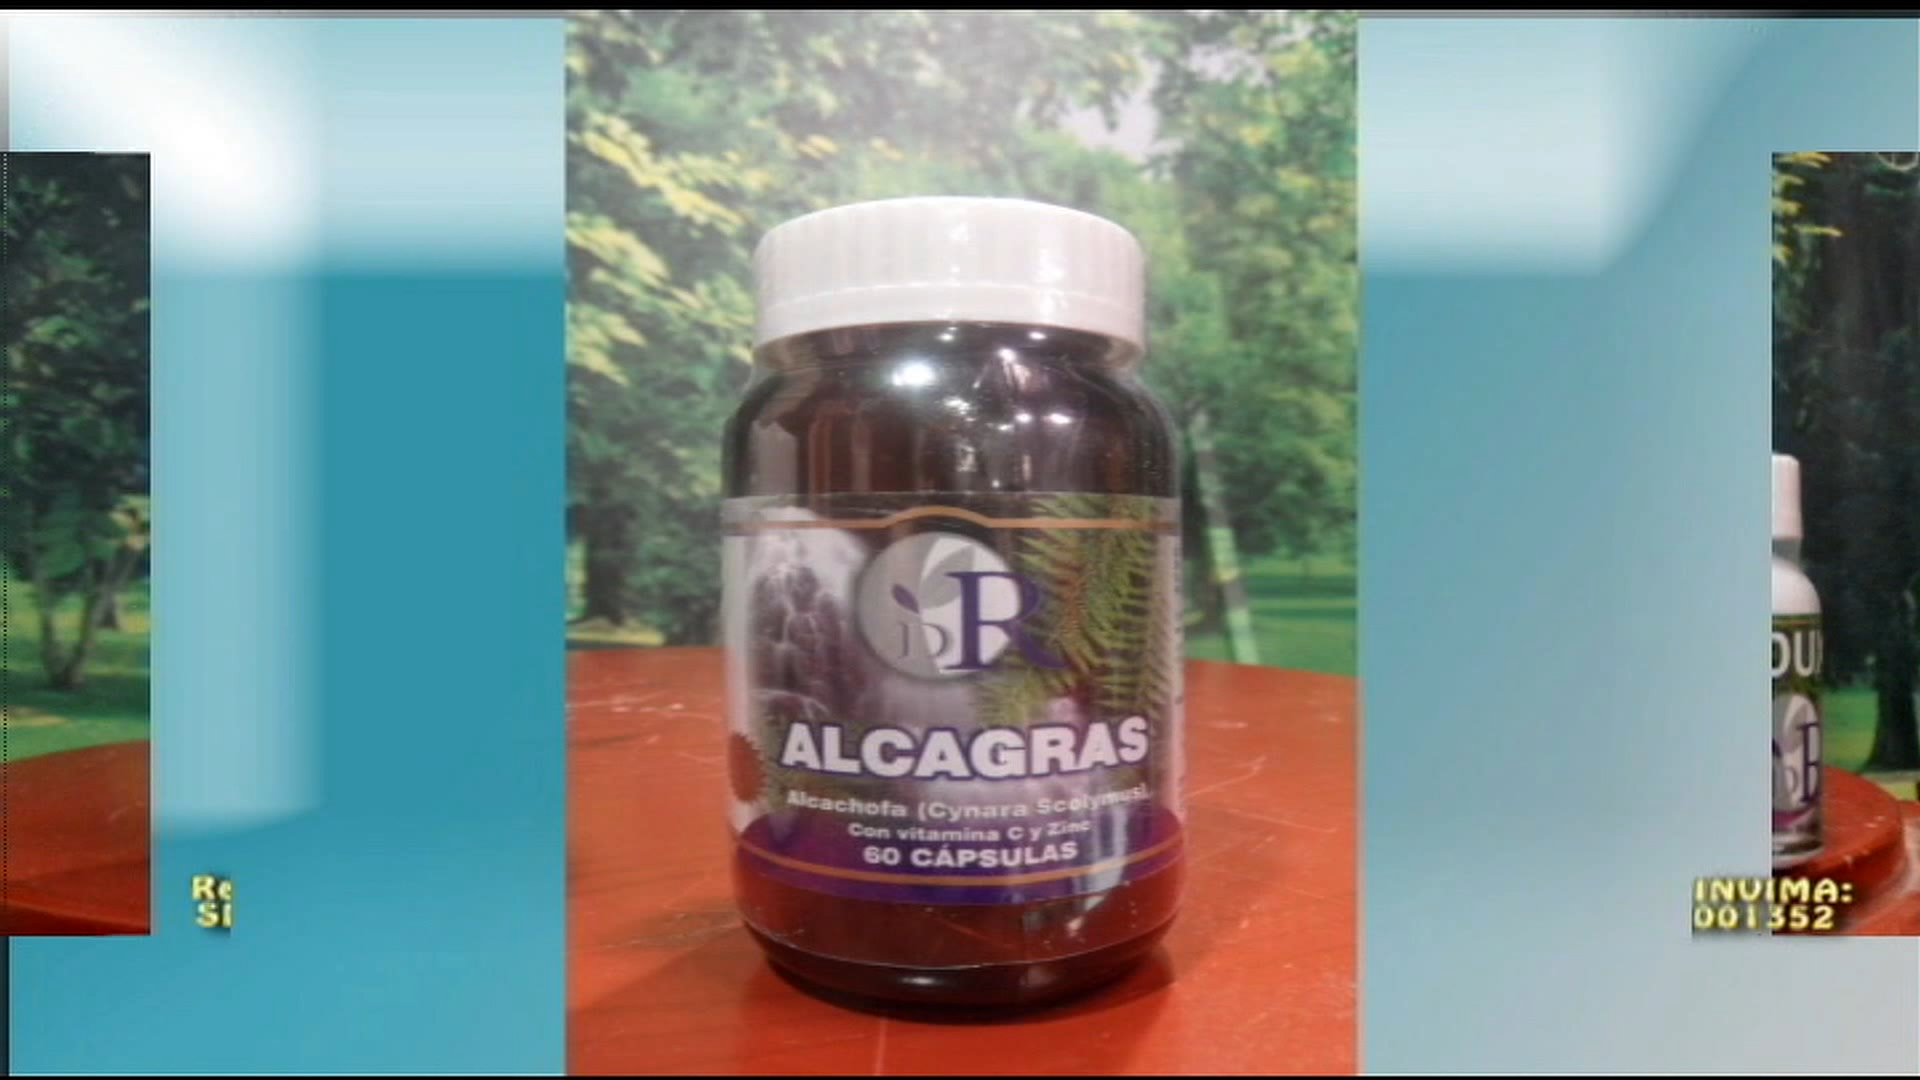 DR
ALCAGRAS
Alcachofa (Cynara Scolymus)
Con vitamina C y Zinc
60 CÁPSULAS
INVIMA:
001352